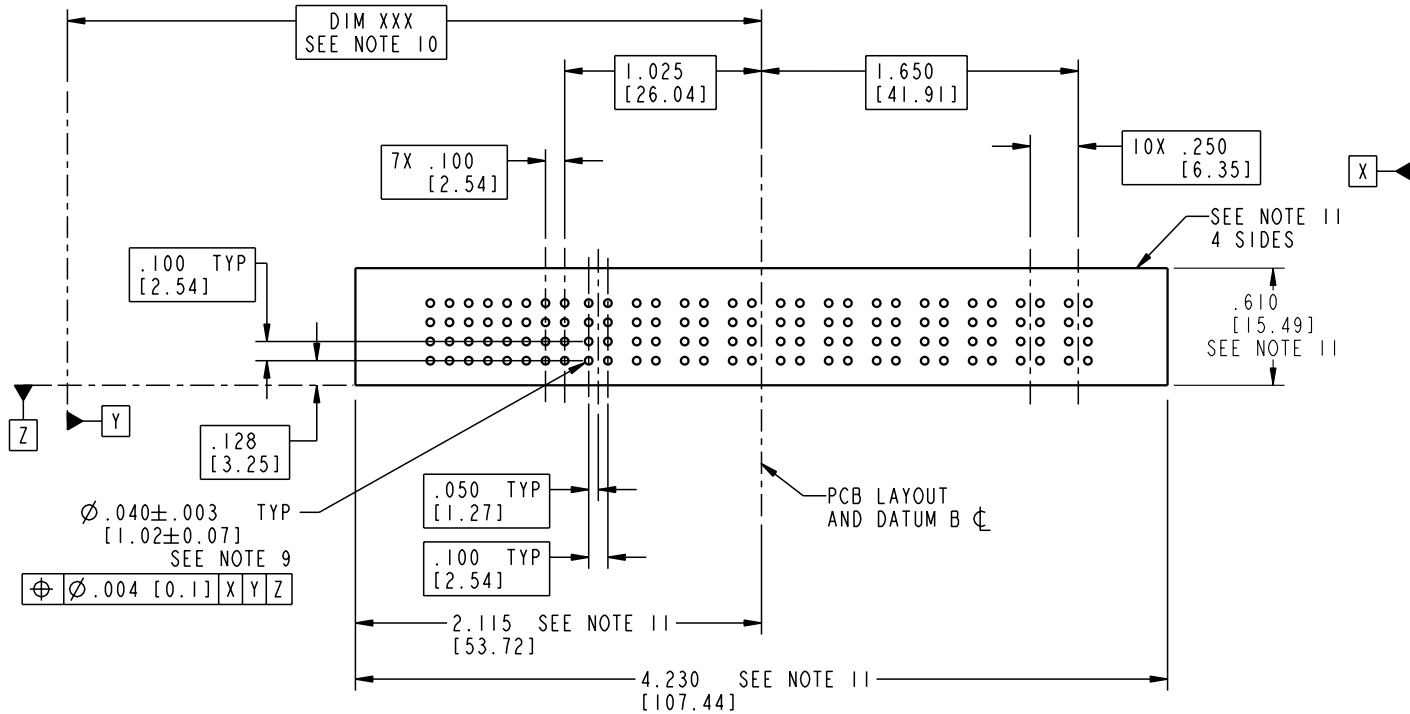 DIM XXX
SEE NOTE 10
1.025
[26.04]
1.650
[41.91]
7X .100
[2.54]
10X .250
[6.35]
X
SEE NOTE 11
4 SIDES
.100 TYP
[2.54]
.610
[15.49]
SEE NOTE 11
Z
Y
.128
[3.25]
Ø.040±.003 TYP
[1.02±0.07]
SEE NOTE 9
⌖ Ø.004 [0.1] X Y Z
.050 TYP
[1.27]
.100 TYP
[2.54]
PCB LAYOUT
AND DATUM B ℄
2.115 SEE NOTE 11
[53.72]
4.230 SEE NOTE 11
[107.44]